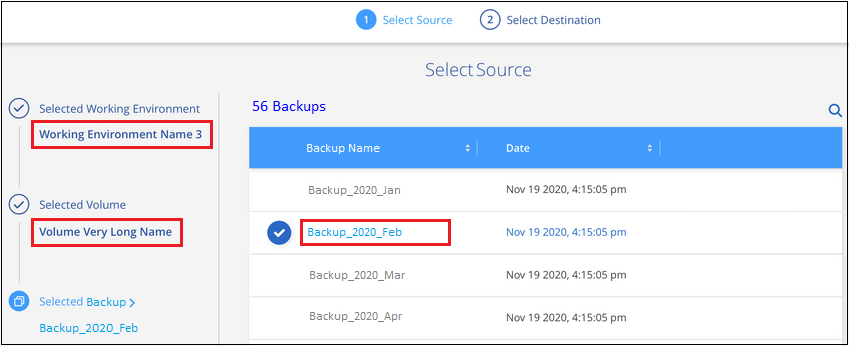 1 Select Source 2 Select Destination
Select Source
Selected Working Environment
Working Environment Name 3
Selected Volume
Volume Very Long Name
Selected Backup >
Backup_2020_Feb
56 Backups
Backup Name Date
Backup_2020_Jan Nov 19 2020, 4:15:05 pm
Backup_2020_Feb Nov 19 2020, 4:15:05 pm
Backup_2020_Mar Nov 19 2020, 4:15:05 pm
Backup_2020_Apr Nov 19 2020, 4:15:05 pm